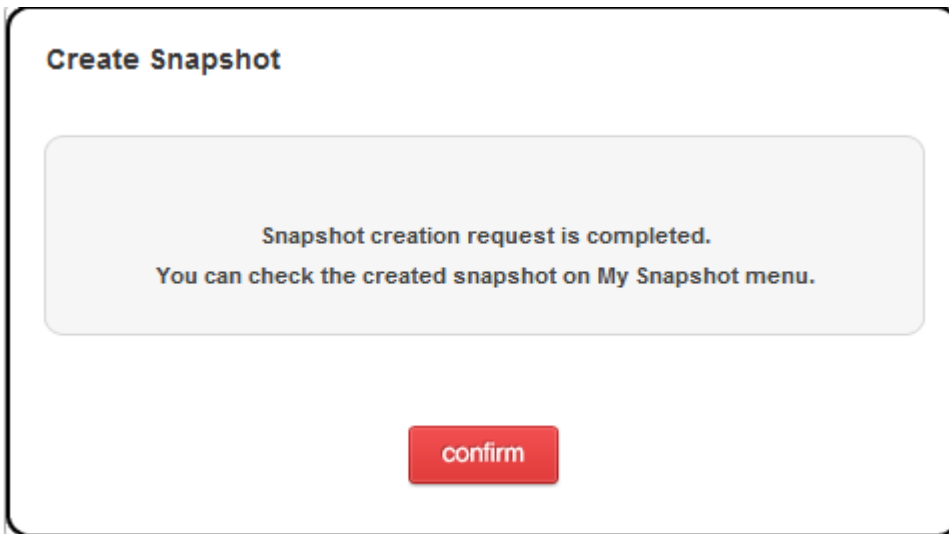 Create Snapshot
Snapshot creation request is completed.
You can check the created snapshot on My Snapshot menu.
confirm